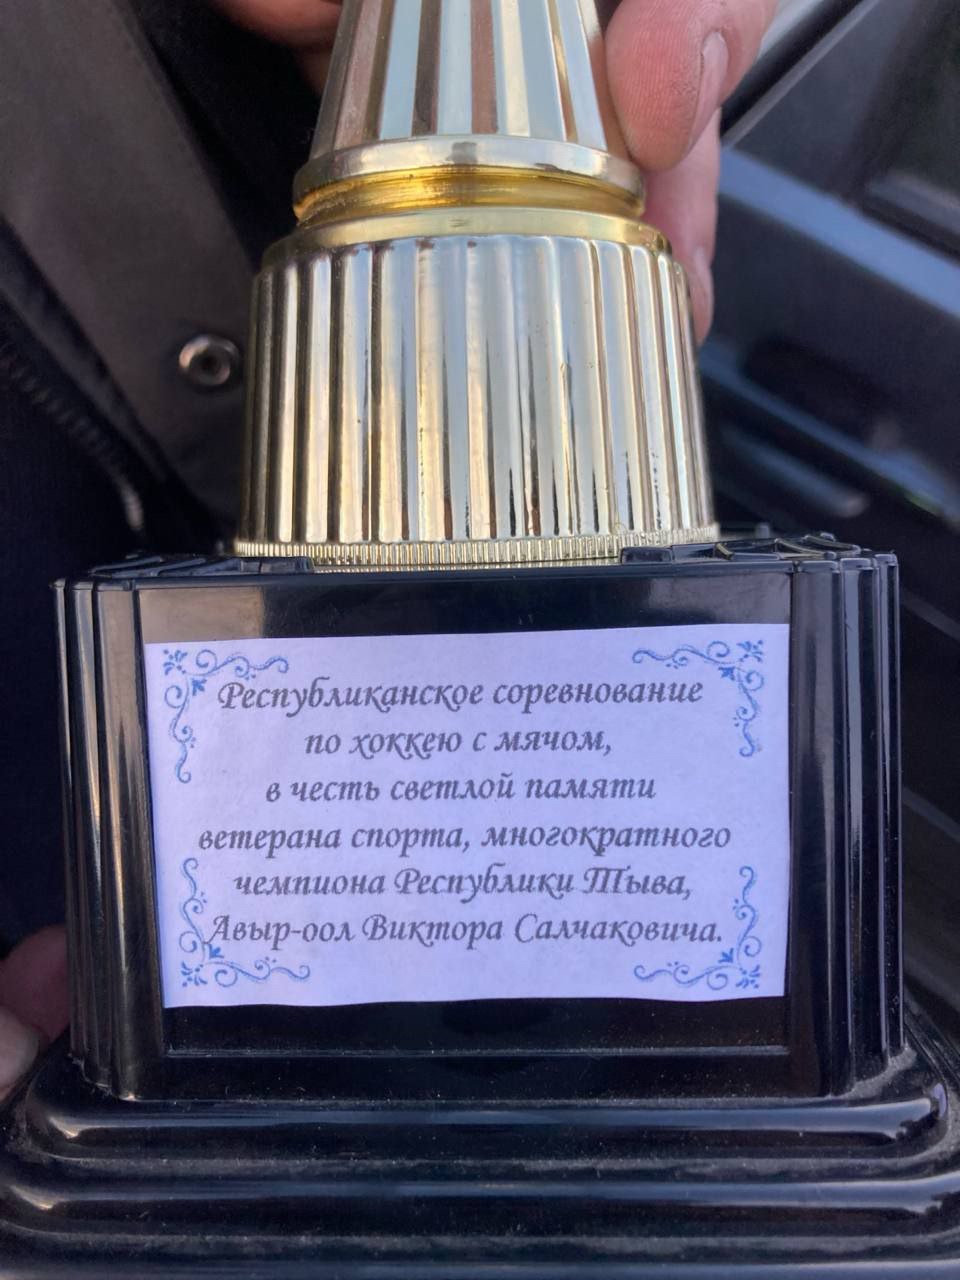 Республиканское соревнование
по хоккею с мячом,
в честь светлой памяти
ветерана спорта, многократного
чемпиона Республики Тыва,
Авыр-оол Виктора Салчаковича.